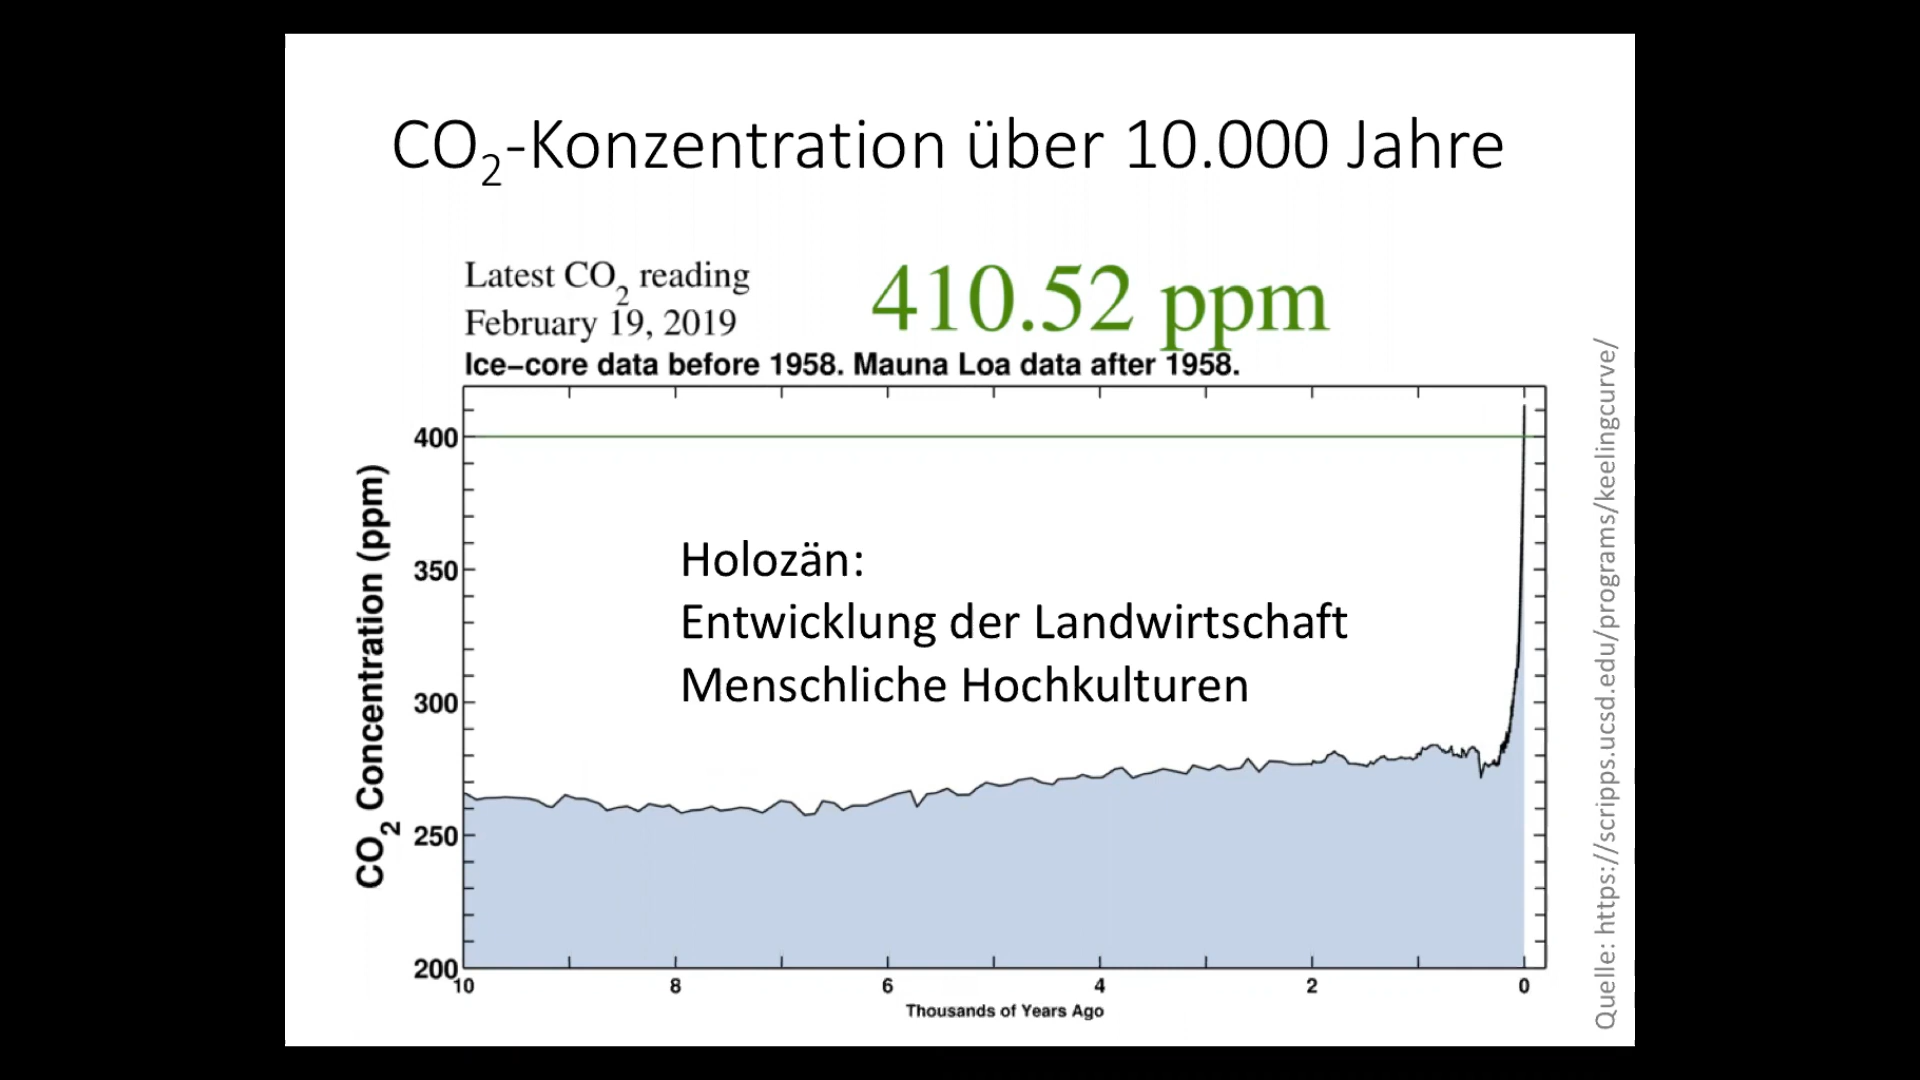 CO₂-Konzentration über 10.000 Jahre
Latest CO₂ reading
February 19, 2019
410.52 ppm
Ice-core data before 1958. Mauna Loa data after 1958.
CO₂ Concentration (ppm)
400
350
300
250
200
Holozän:
Entwicklung der Landwirtschaft
Menschliche Hochkulturen
10 8 6 4 2 0
Thousands of Years Ago
Quelle: https://scripps.ucsd.edu/programs/keelingcurve/